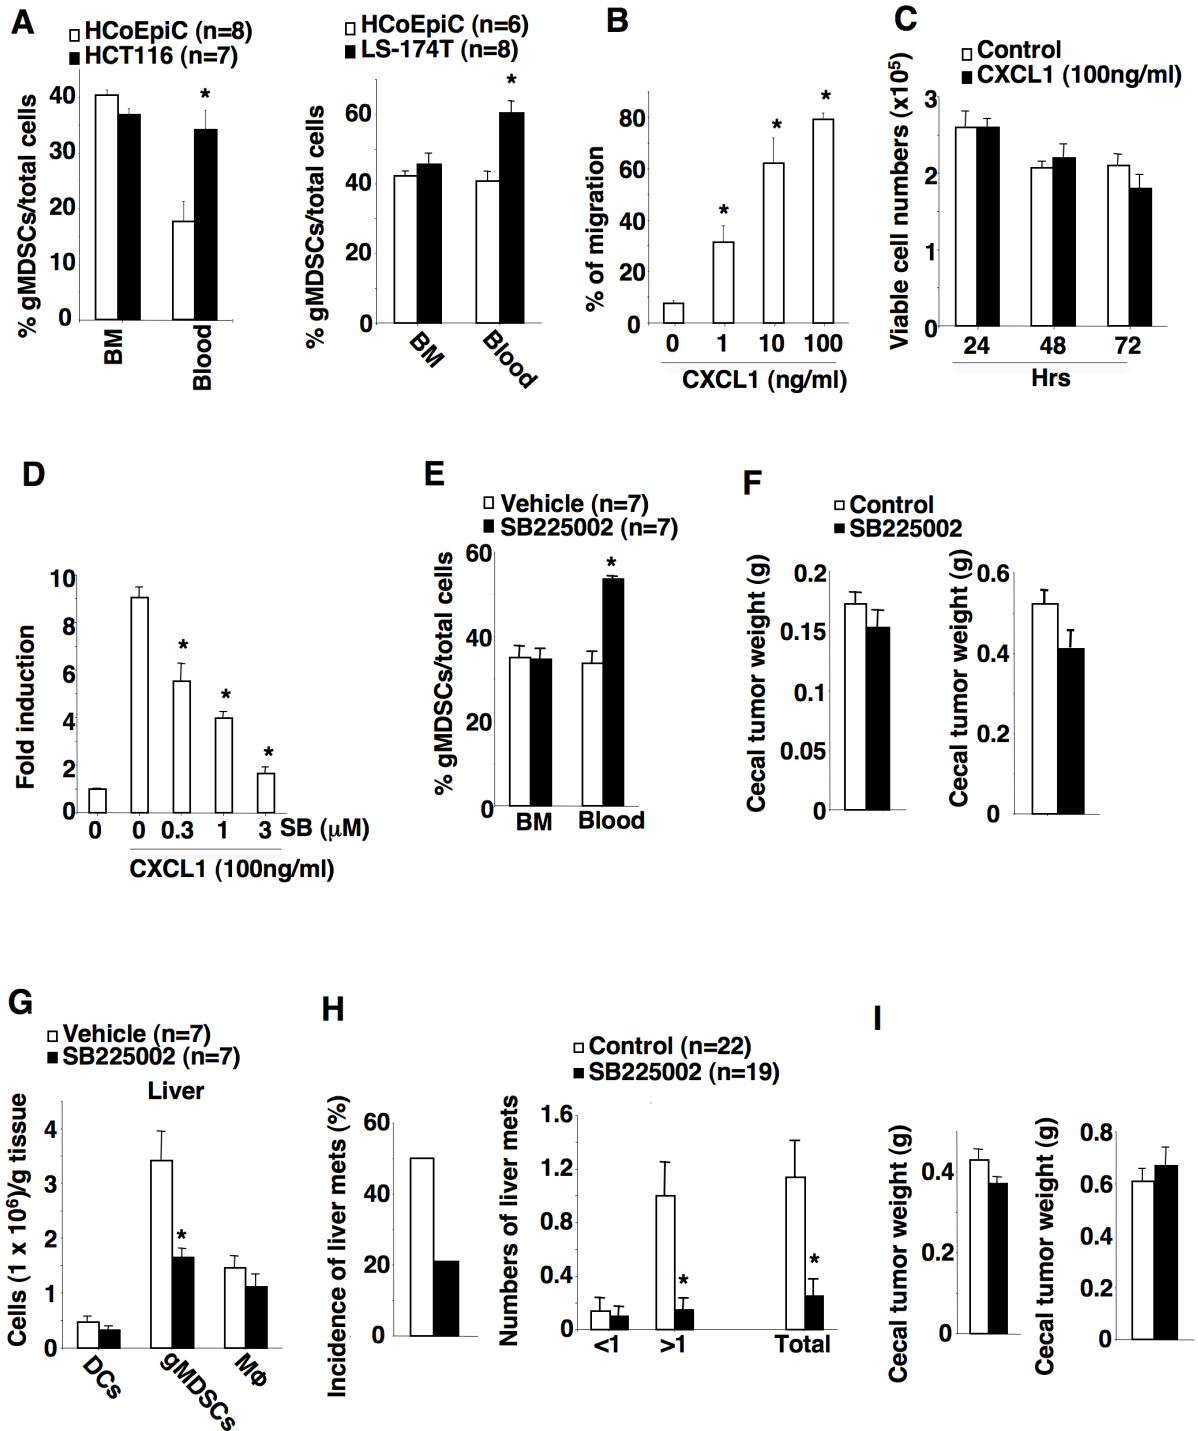 A
HCoEpiC (n=8)
HCT116 (n=7)
% gMDSCs/total cells
40
30
20
10
0
*
BM
Blood
HCoEpiC (n=6)
LS-174T(n=8)
% gMDSCs/total cells
60
40
20
0
*
BM
Blood
B
% of migration
80
60
40
20
0
*
*
*
0 1 10 100
CXCL1 (ng/ml)
C
Control
CXCL1 (100ng/ml)
Viable cell numbers (x10⁵)
3
2
1
0
24 48 72
Hrs
D
Fold induction
10
8
6
4
2
0
*
*
*
0 0 0.3 1 3 SB (μM)
CXCL1 (100ng/ml)
E
Vehicle (n=7)
SB225002 (n=7)
% gMDSCs/total cells
60
40
20
0
*
BM Blood
F
Control
SB225002
Cecal tumor weight (g)
0.2
0.15
0.1
0.05
0
Cecal tumor weight (g)
0.6
0.4
0.2
0
G
Vehicle (n=7)
SB225002 (n=7)
Liver
Cells (1 x 10⁶)/g tissue
4
3
2
1
0
*
DCs
gMDSCs
MΦ
H
Incidence of liver mets (%)
60
40
20
0
Control (n=22)
SB225002 (n=19)
Numbers of liver mets
1.6
1.2
0.8
0.4
0
*
*
<1 >1 Total
I
Cecal tumor weight (g)
0.4
0.2
0
Cecal tumor weight (g)
0.8
0.6
0.4
0.2
0